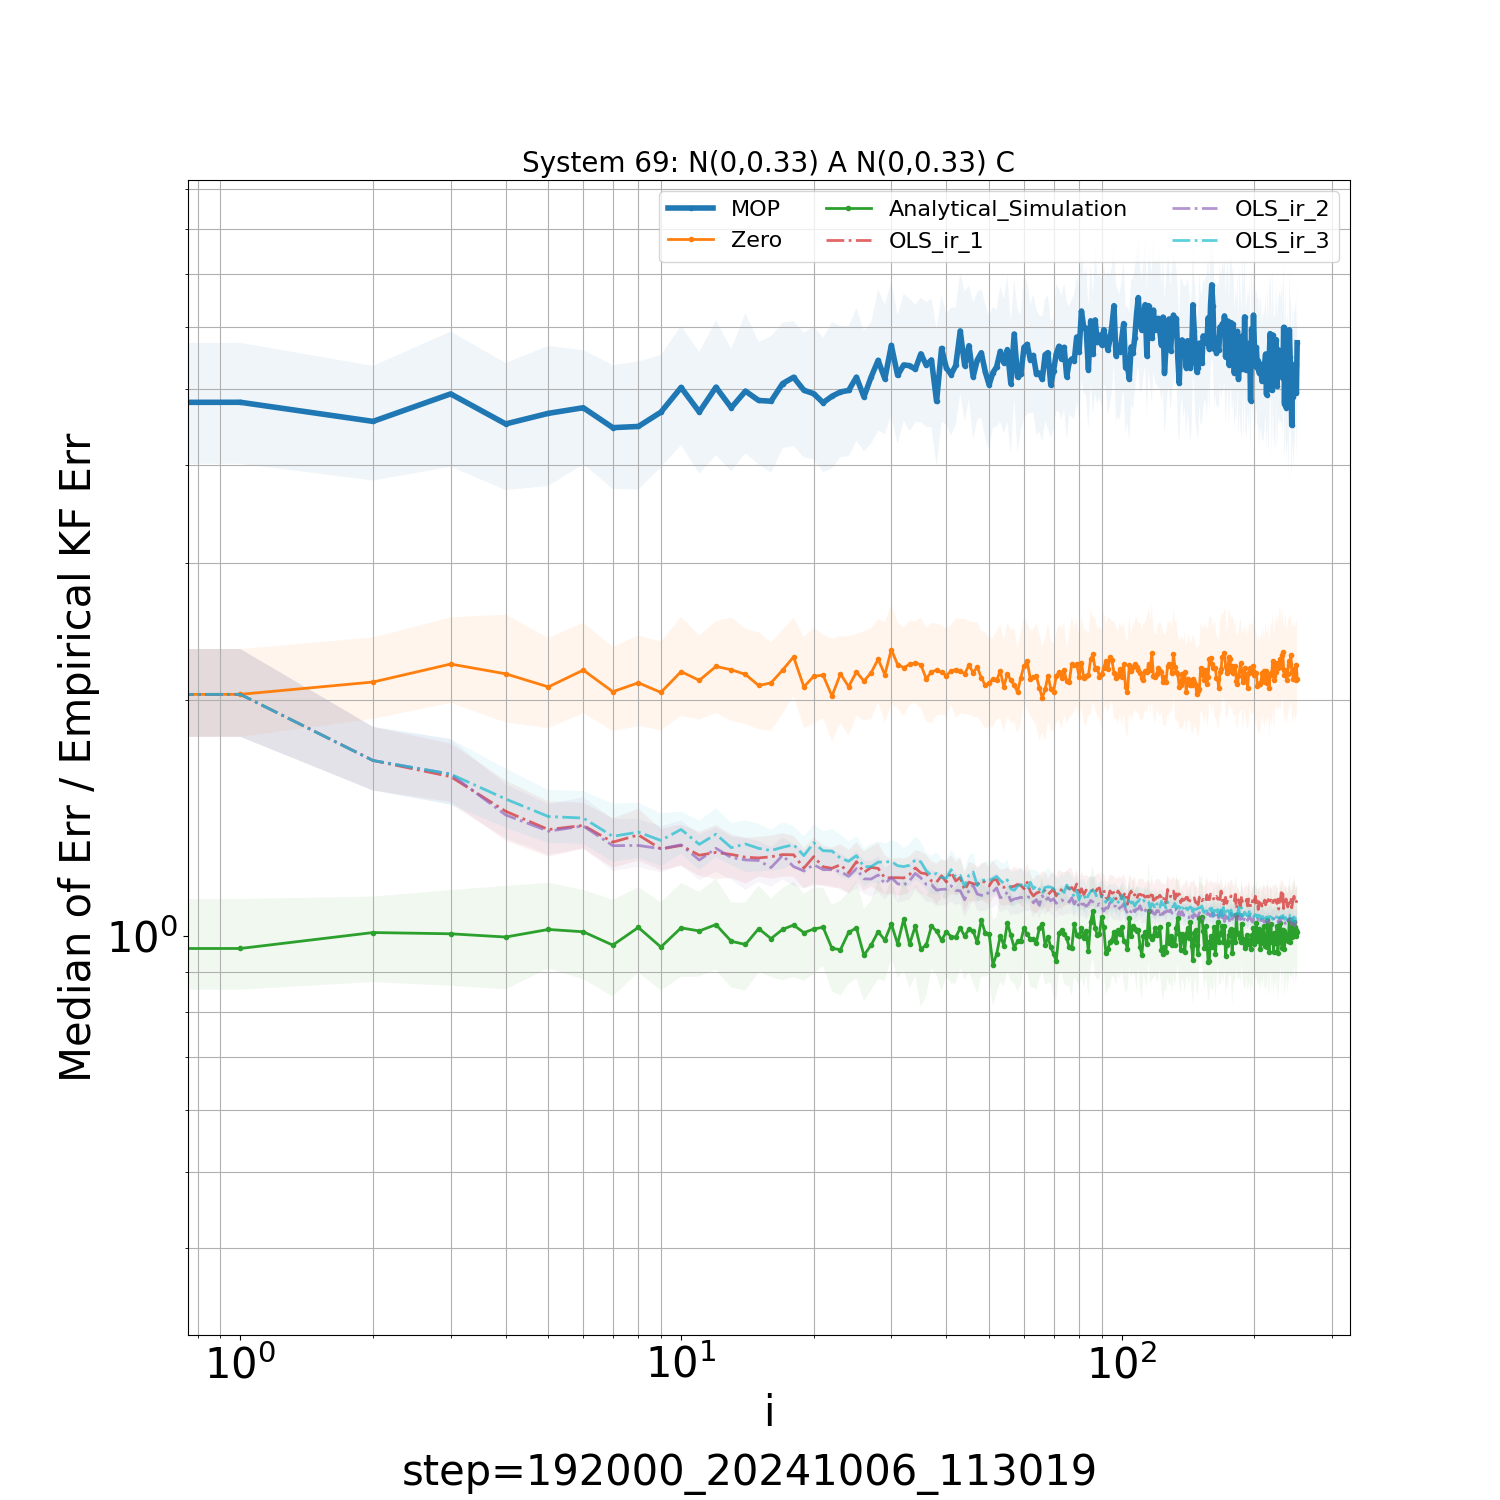 System 69: N(0,0.33) A N(0,0.33) C
MOP
Zero
Analytical_Simulation
OLS_ir_1
OLS_ir_2
OLS_ir_3
Median of Err / Empirical KF Err
10⁰
10⁰
10¹
10²
i
step=192000_20241006_113019